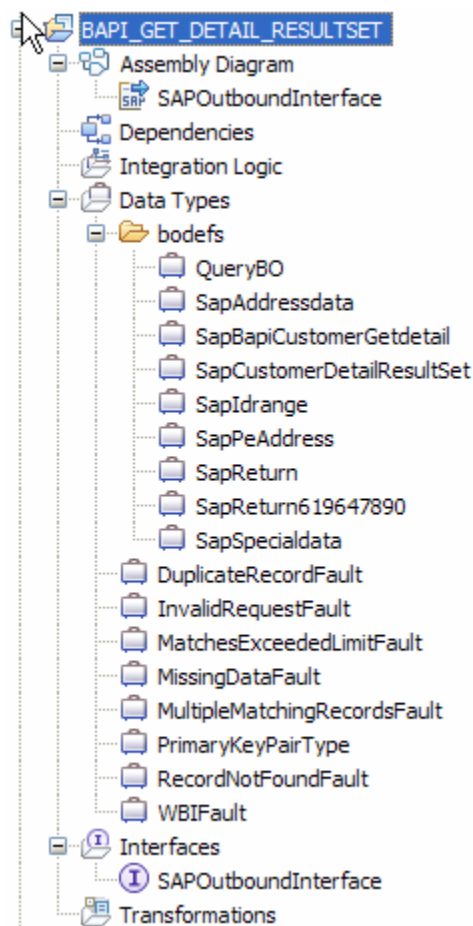 BAPI_GET_DETAIL_RESULTSET
Assembly Diagram
SAP SAPOutboundInterface
Dependencies
Integration Logic
Data Types
bodefs
QueryBO
SapAddressdata
SapBapiCustomerGetdetail
SapCustomerDetailResultSet
SapIdrange
SapPeAddress
SapReturn
SapReturn619647890
SapSpecialdata
DuplicateRecordFault
InvalidRequestFault
MatchesExceededLimitFault
MissingDataFault
MultipleMatchingRecordsFault
PrimaryKeyPairType
RecordNotFoundFault
WBIFault
Interfaces
I SAPOutboundInterface
Transformations